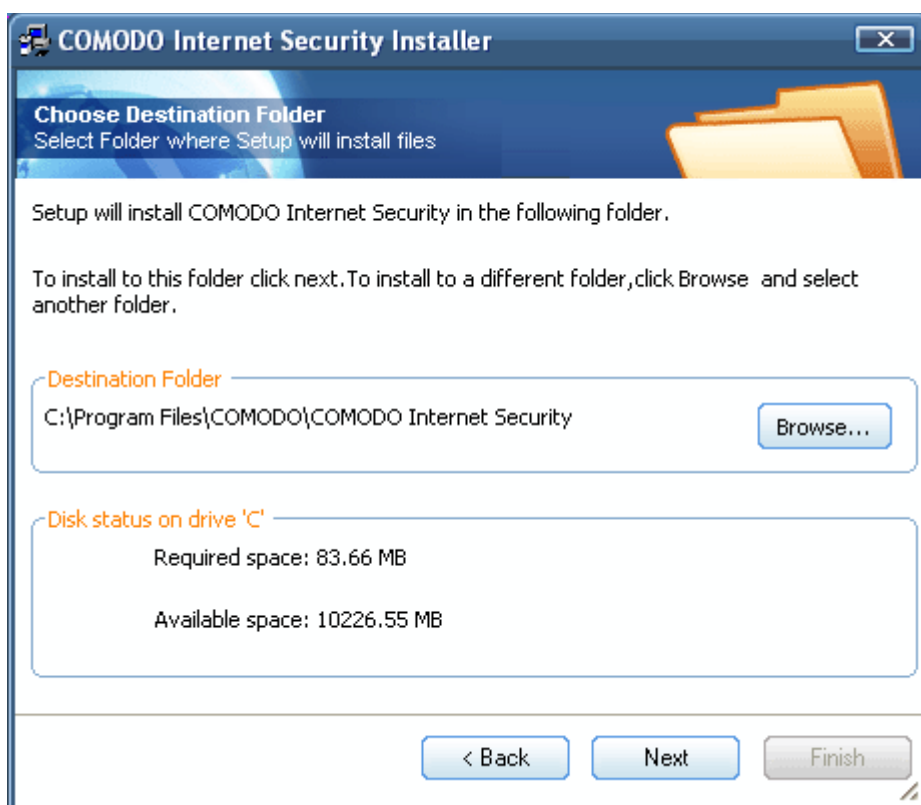 COMODO Internet Security Installer
Choose Destination Folder
Select Folder where Setup will install files
Setup will install COMODO Internet Security in the following folder.
To install to this folder click next.To install to a different folder,click Browse  and select
another folder.
Destination Folder
C:\Program Files\COMODO\COMODO Internet Security
Browse...
Disk status on drive 'C'
Required space: 83.66 MB
Available space: 10226.55 MB
< Back
Next
Finish